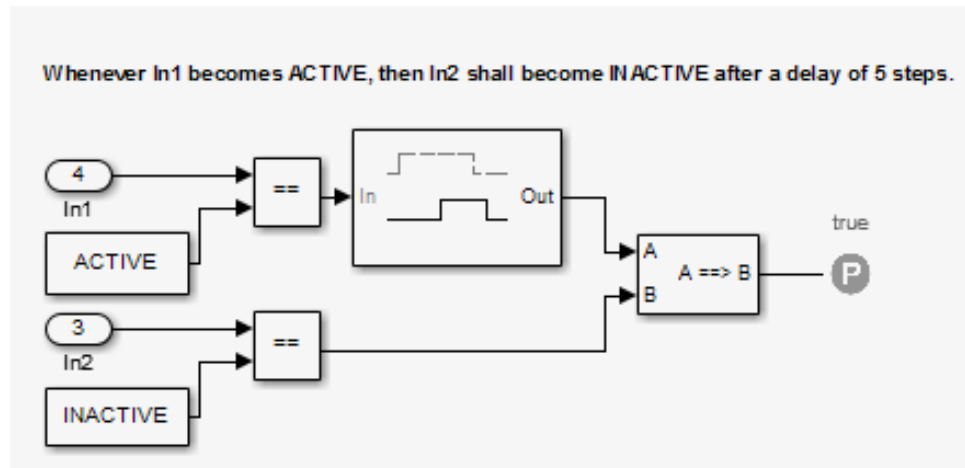 Whenever In1 becomes ACTIVE, then In2 shall become INACTIVE after a delay of 5 steps.
4
In1
ACTIVE
==
In
Out
3
In2
INACTIVE
==
A
B
A ==> B
true
P